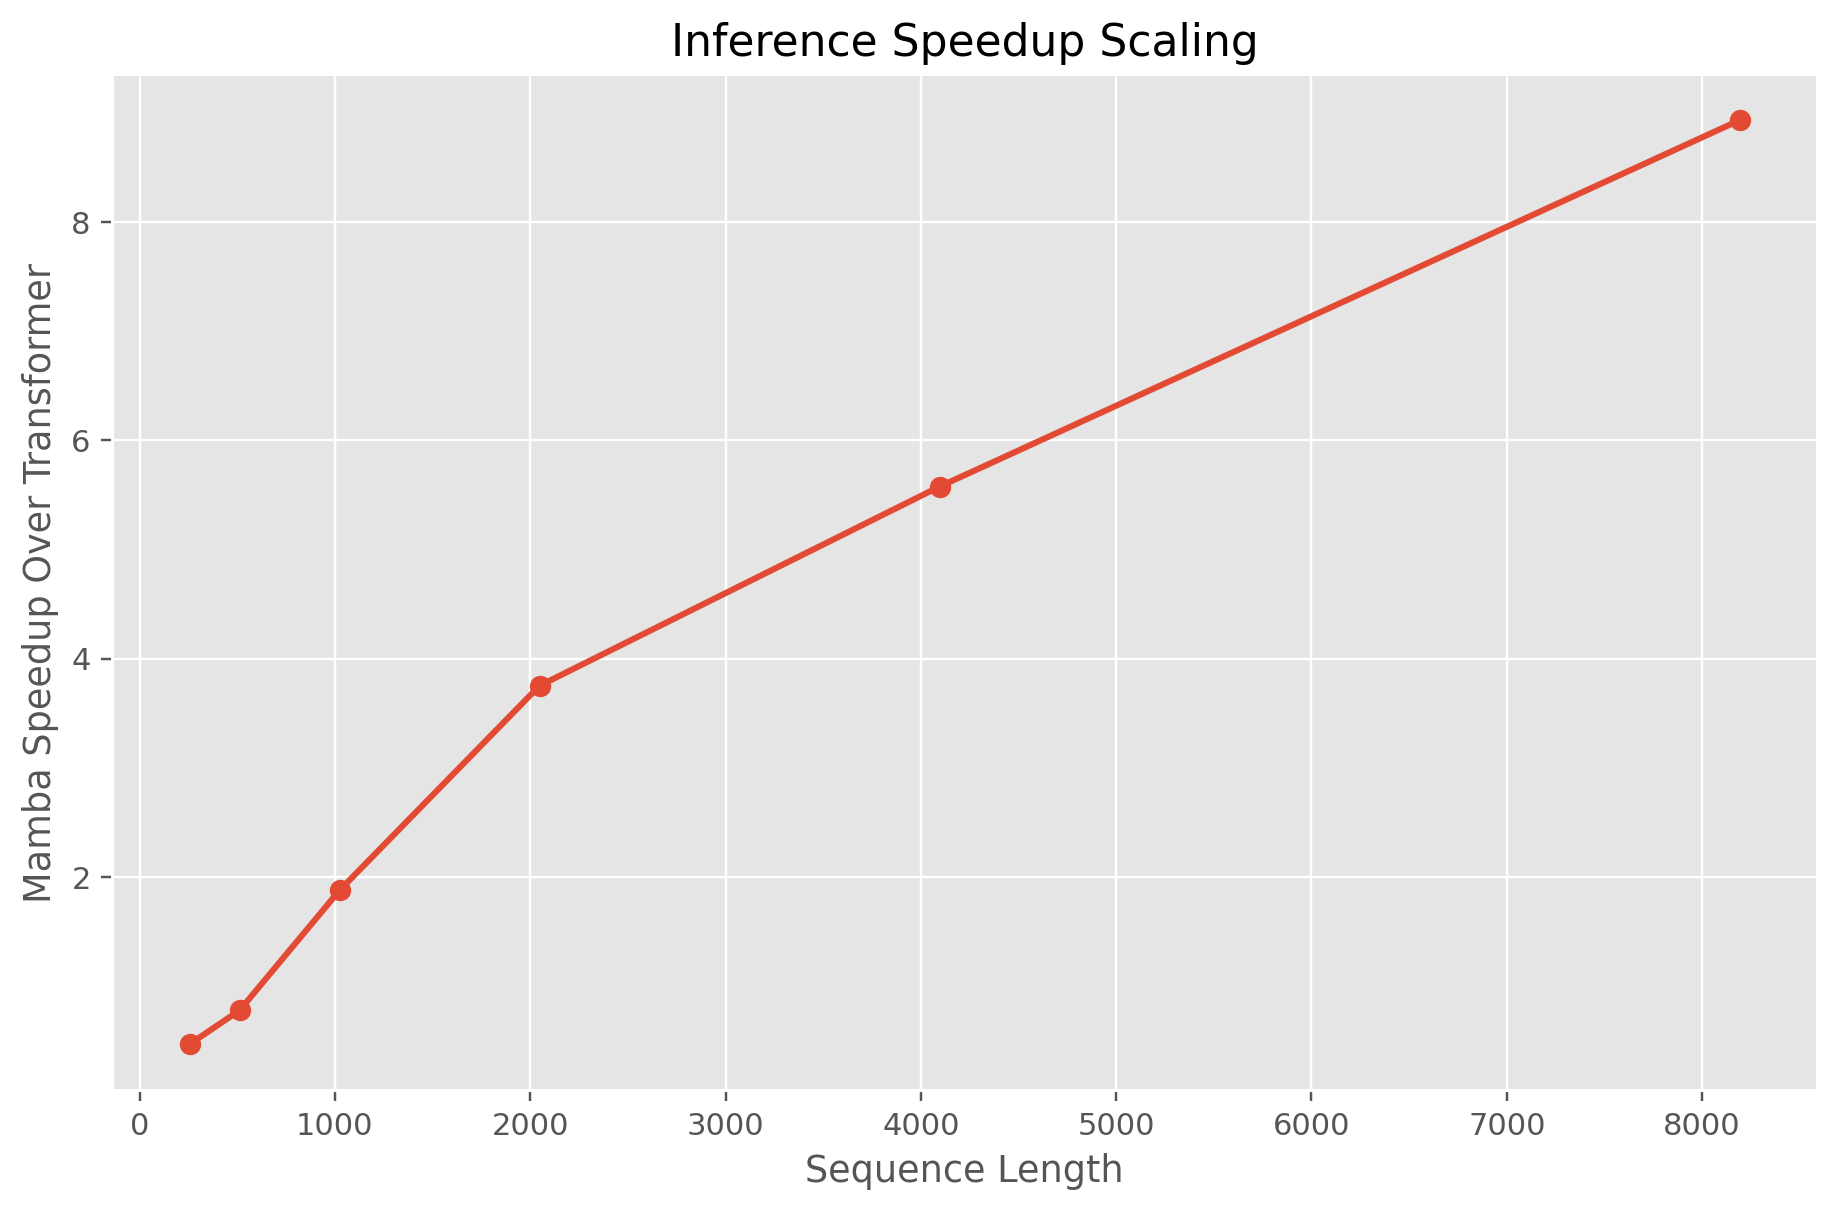 Inference Speedup Scaling
Mamba Speedup Over Transformer
8
6
4
2
0 1000 2000 3000 4000 5000 6000 7000 8000
Sequence Length